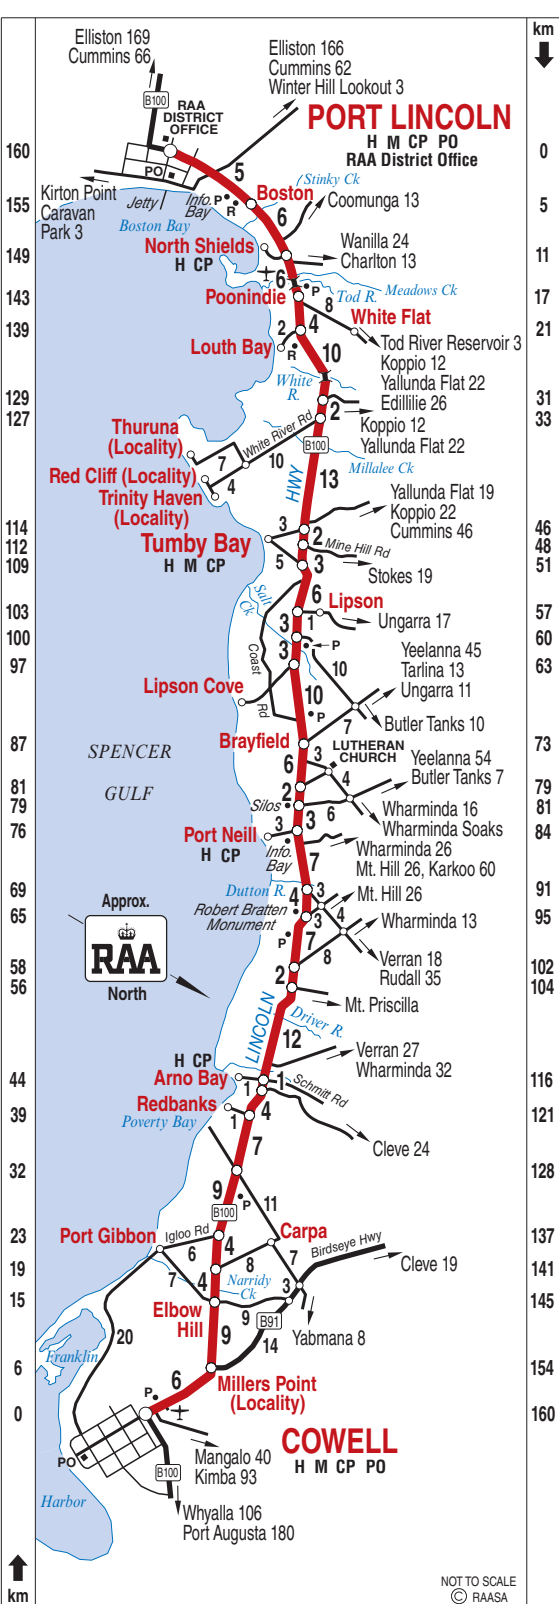 km
Elliston 169
Cummins 66
Elliston 166
Cummins 62
Winter Hill Lookout 3
B100
RAA
DISTRICT
OFFICE
PORT LINCOLN
H M CP PO
RAA District Office
160
0
PO
5
Kirton Point
Caravan
Park 3
Jetty
Info.
Bay
P
R
Boston
Stinky Ck
Coomunga 13
155
5
Boston Bay
6
North Shields
H CP
Wanilla 24
Charlton 13
149
11
6
P
Meadows Ck
Tod R.
Poonindie
8
143
17
White Flat
139
21
2
4
Louth Bay
R
Tod River Reservoir 3
Koppio 12
Yallunda Flat 22
10
White
R.
Edillilie 26
129
31
127
33
2
Koppio 12
Yallunda Flat 22
Thuruna
(Locality)
White River Rd
B100
7
10
Millalee Ck
Red Cliff (Locality)
4
Trinity Haven
(Locality)
HWY
13
Yallunda Flat 19
Koppio 22
Cummins 46
114
46
3
2
Mine Hill Rd
112
48
Tumby Bay
H M CP
109
51
5
3
Stokes 19
6
Salt
Ck
Lipson
103
57
1
Ungarra 17
3
100
60
P
Coast
Rd
3
10
Yeelanna 45
Tarlina 13
Ungarra 11
97
63
Lipson Cove
10
P
7
Butler Tanks 10
Brayfield
87
73
LUTHERAN
CHURCH
SPENCER
GULF
6
3
4
Yeelanna 54
Butler Tanks 7
81
79
2
Silos
79
81
6
Wharminda 16
Wharminda Soaks
Port Neill
H CP
3
3
76
84
Info.
Bay
7
Wharminda 26
Mt. Hill 26, Karkoo 60
Dutton R.
69
91
4
3
Mt. Hill 26
Robert Bratten
Monument
65
95
3
4
Wharminda 13
P
7
8
Verran 18
Rudall 35
Approx.
RAA
North
58
102
2
56
104
Mt. Priscilla
LINCOLN
Driver R.
12
Verran 27
Wharminda 32
H CP
Arno Bay
44
116
1
1
Schmitt Rd
Redbanks
4
39
121
1
Poverty Bay
Cleve 24
7
32
128
9
P
11
B100
Port Gibbon
Igloo Rd
Carpa
23
137
6
4
Birdseye Hwy
8
7
Cleve 19
19
141
7
4
Narridy
Ck
3
15
145
Elbow
Hill
9
B91
Yabmana 8
20
9
14
Franklin
6
154
6
Millers Point
(Locality)
P
0
160
COWELL
H M CP PO
PO
B100
Mangalo 40
Kimba 93
Harbor
Whyalla 106
Port Augusta 180
km
NOT TO SCALE
© RAASA